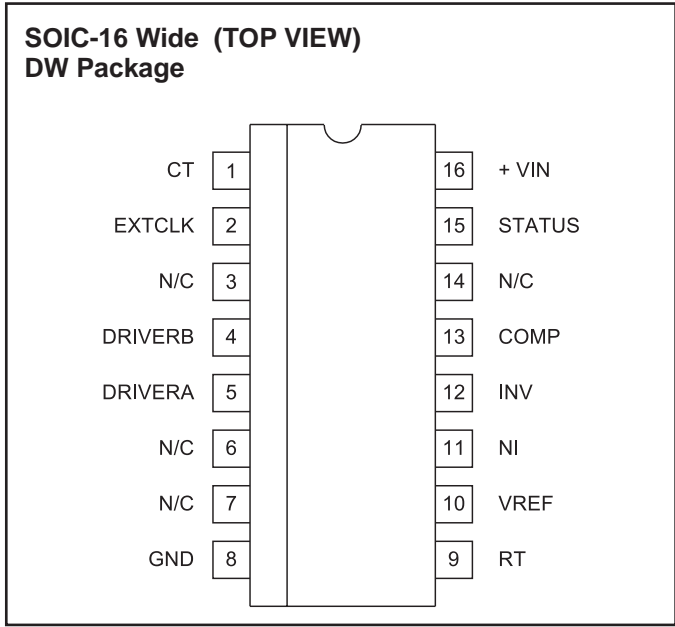 SOIC-16 Wide (TOP VIEW)
DW Package
CT 1 16 + VIN
EXTCLK 2 15 STATUS
N/C 3 14 N/C
DRIVERB 4 13 COMP
DRIVERA 5 12 INV
N/C 6 11 NI
N/C 7 10 VREF
GND 8 9 RT